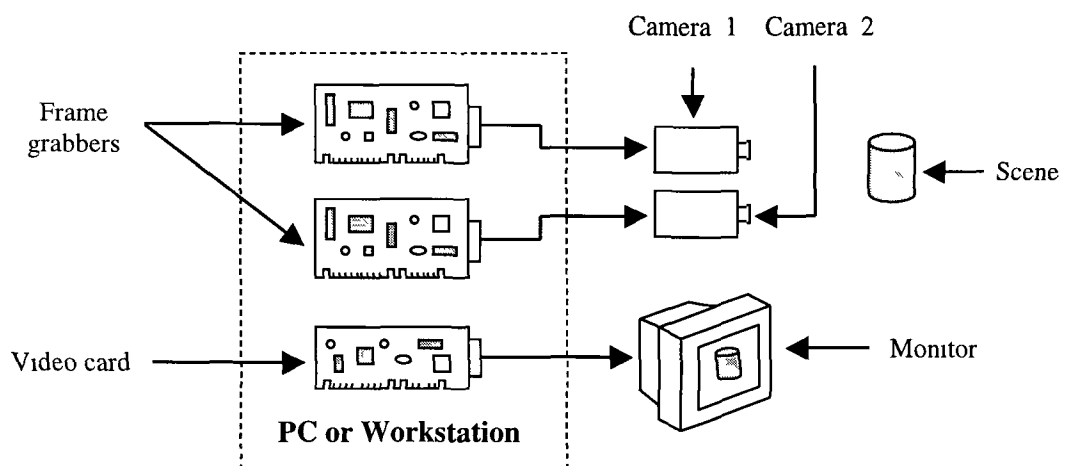 Camera 1 Camera 2
Frame
grabbers
Scene
Video card
Monitor
PC or Workstation